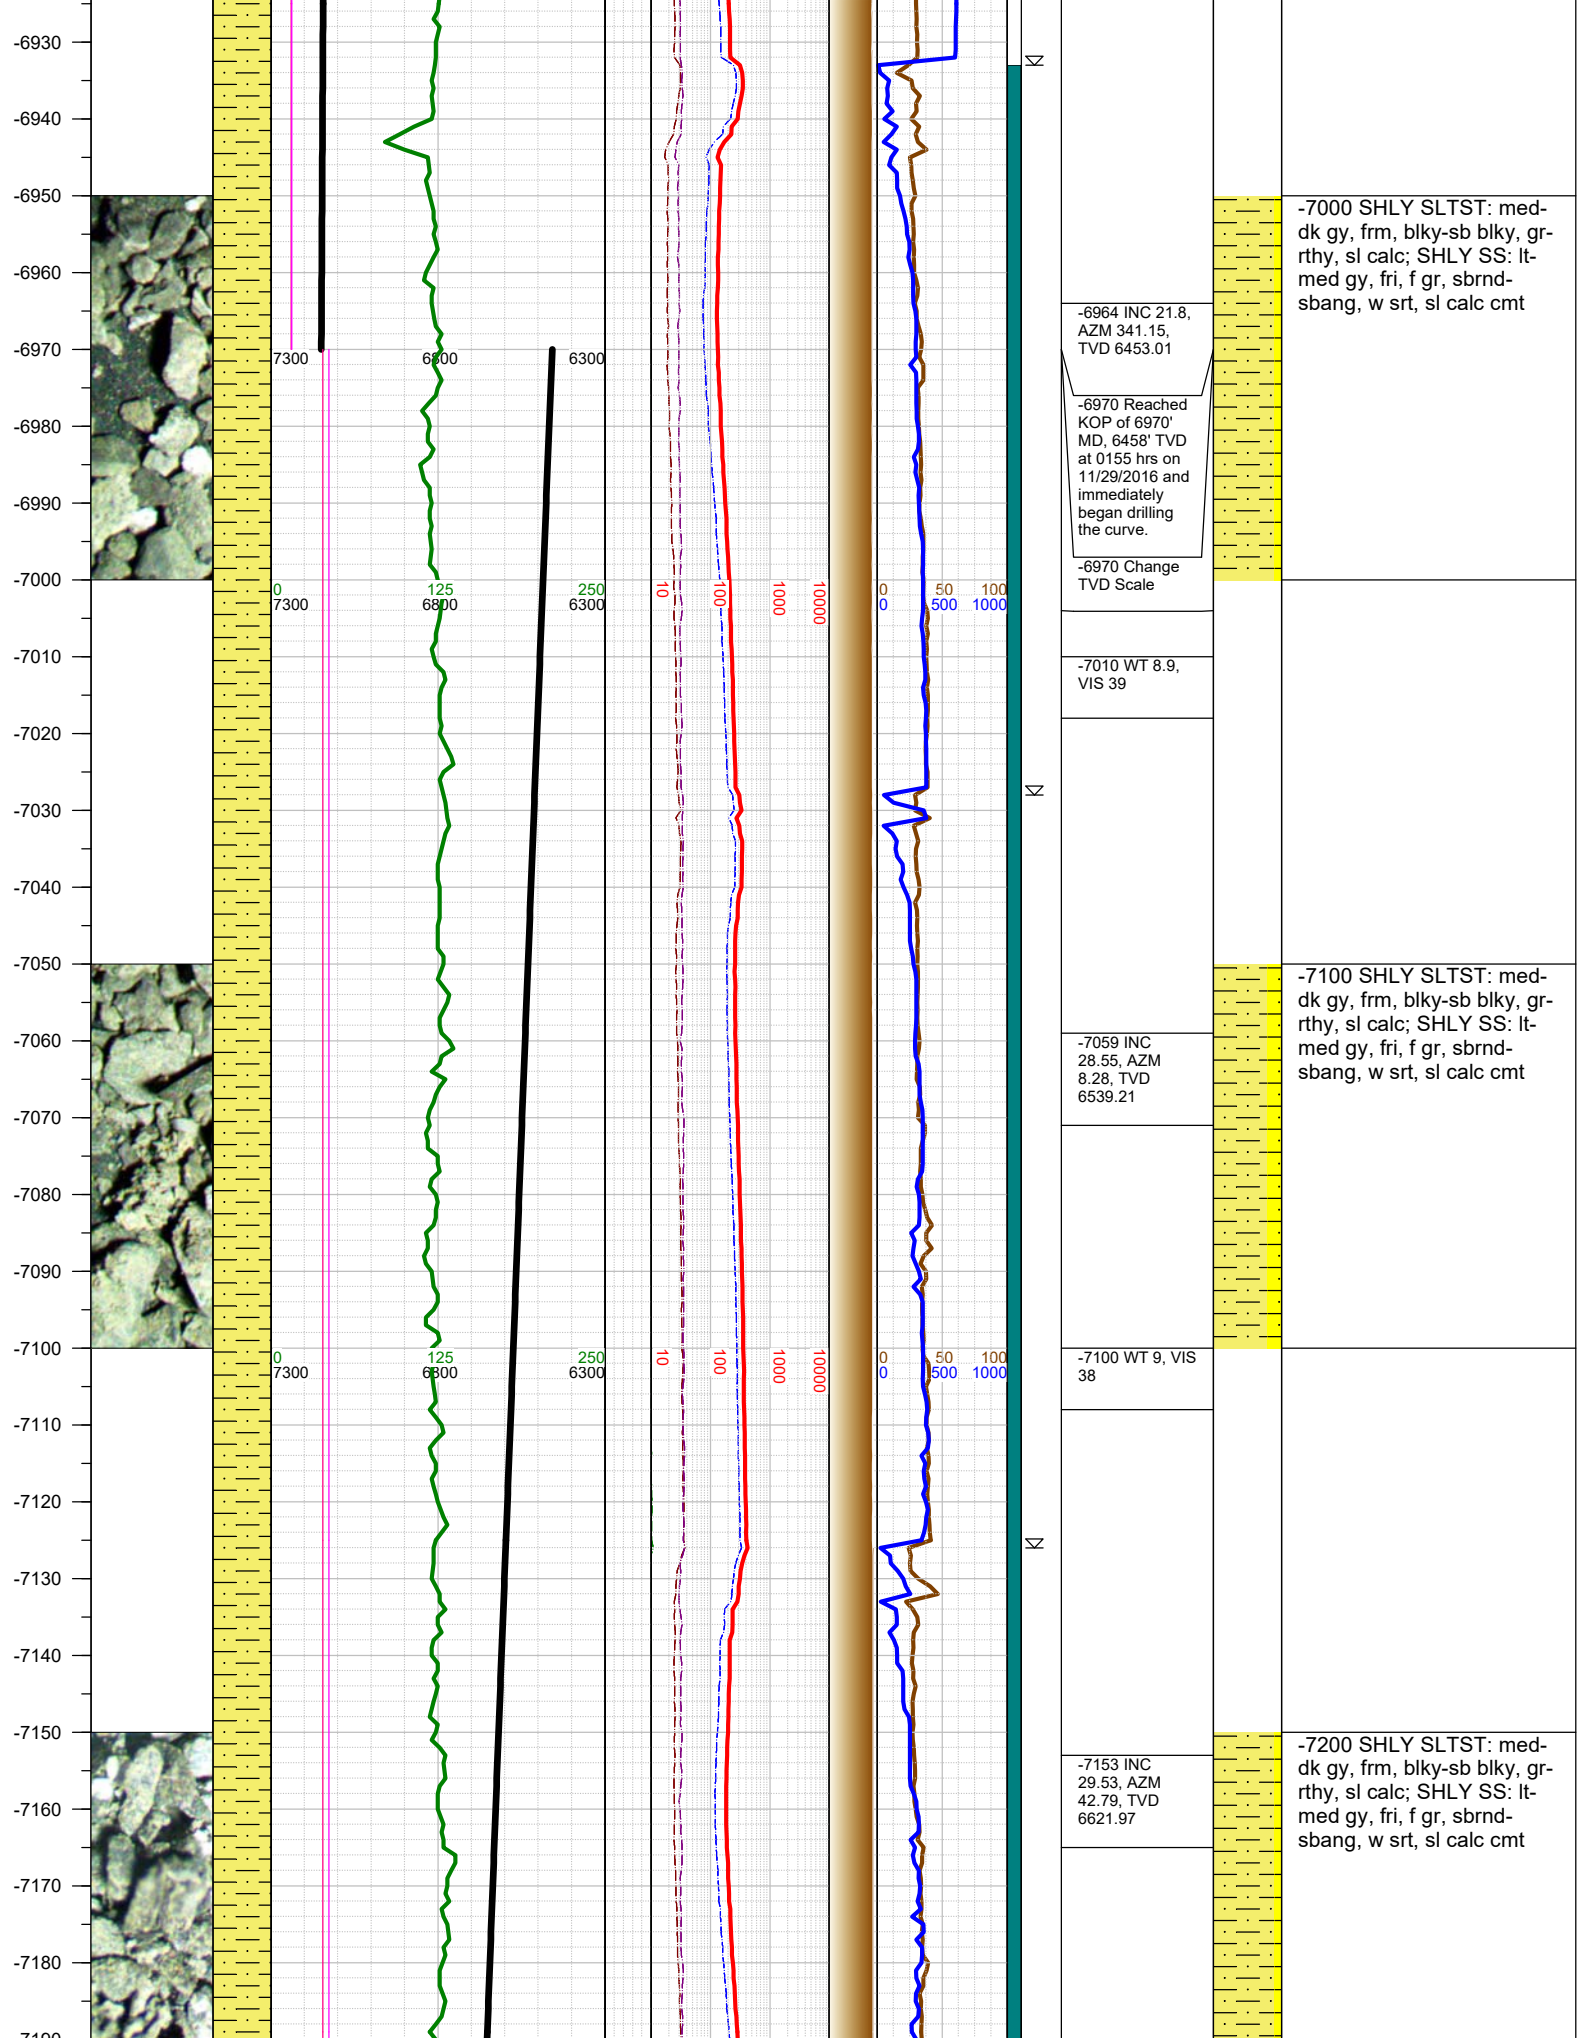 -6930
-6940
-6950
-7000 SHLY SLTST: med-
dk gy, frm, blky-sb blky, gr-
rthy, sl calc; SHLY SS: lt-
med gy, fri, f gr, sbrnd-
sbang, w srt, sl calc cmt
-6960
-6964 INC 21.8,
AZM 341.15,
TVD 6453.01
-6970
7300 6800 6300
-6970 Reached
KOP of 6970'
MD, 6458' TVD
at 0155 hrs on
11/29/2016 and
immediately
began drilling
the curve.
-6980
-6990
-6970 Change
TVD Scale
-7000
0 125 250 10 100 1000 10000 0 50 100
7300 6800 6300 0 500 1000
-7010
-7010 WT 8.9,
VIS 39
-7020
-7030
-7040
-7050
-7100 SHLY SLTST: med-
dk gy, frm, blky-sb blky, gr-
rthy, sl calc; SHLY SS: lt-
med gy, fri, f gr, sbrnd-
sbang, w srt, sl calc cmt
-7060
-7059 INC
28.55, AZM
8.28, TVD
6539.21
-7070
-7080
-7090
-7100
0 125 250 10 100 1000 10000 0 50 100
7300 6800 6300 0 500 1000
-7100 WT 9, VIS
38
-7110
-7120
-7130
-7140
-7150
-7200 SHLY SLTST: med-
dk gy, frm, blky-sb blky, gr-
rthy, sl calc; SHLY SS: lt-
med gy, fri, f gr, sbrnd-
sbang, w srt, sl calc cmt
-7153 INC
29.53, AZM
42.79, TVD
6621.97
-7160
-7170
-7180
-7190